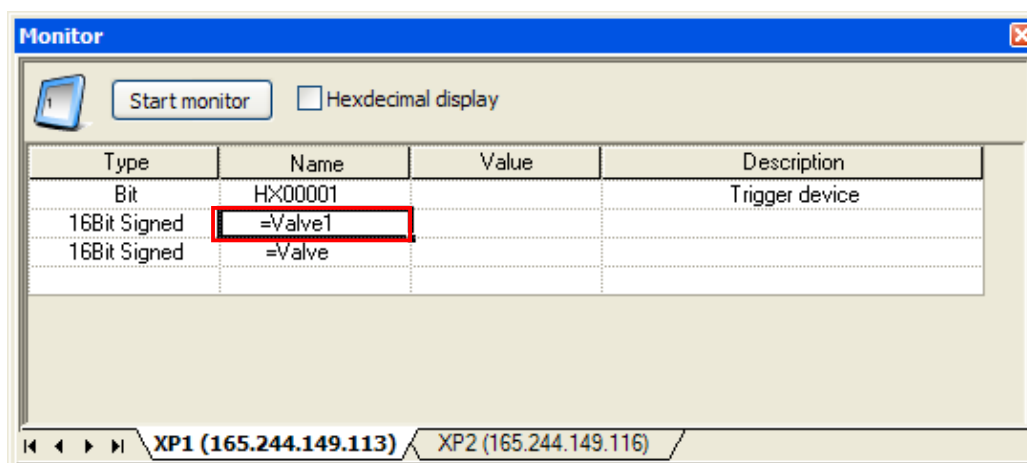 Monitor
1
Start monitor Hexdecimal display
Type Name Value Description
Bit HX00001 Trigger device
16Bit Signed =Valve1
16Bit Signed =Valve
XP1 (165.244.149.113) XP2 (165.244.149.116)